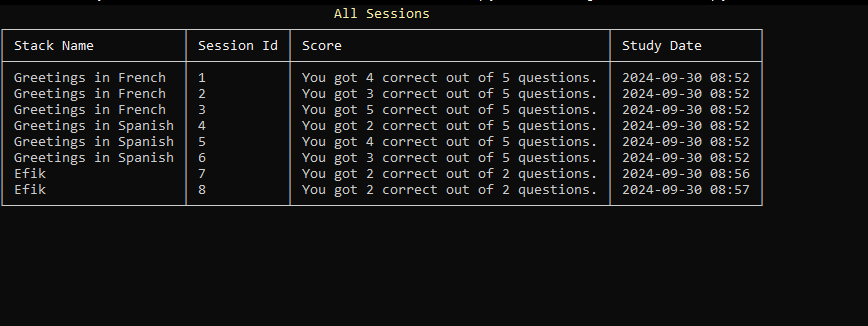 All Sessions
Stack Name Session Id Score Study Date
Greetings in French 1 You got 4 correct out of 5 questions. 2024-09-30 08:52
Greetings in French 2 You got 3 correct out of 5 questions. 2024-09-30 08:52
Greetings in French 3 You got 5 correct out of 5 questions. 2024-09-30 08:52
Greetings in Spanish 4 You got 2 correct out of 5 questions. 2024-09-30 08:52
Greetings in Spanish 5 You got 4 correct out of 5 questions. 2024-09-30 08:52
Greetings in Spanish 6 You got 3 correct out of 5 questions. 2024-09-30 08:52
Efik 7 You got 2 correct out of 2 questions. 2024-09-30 08:56
Efik 8 You got 2 correct out of 2 questions. 2024-09-30 08:57